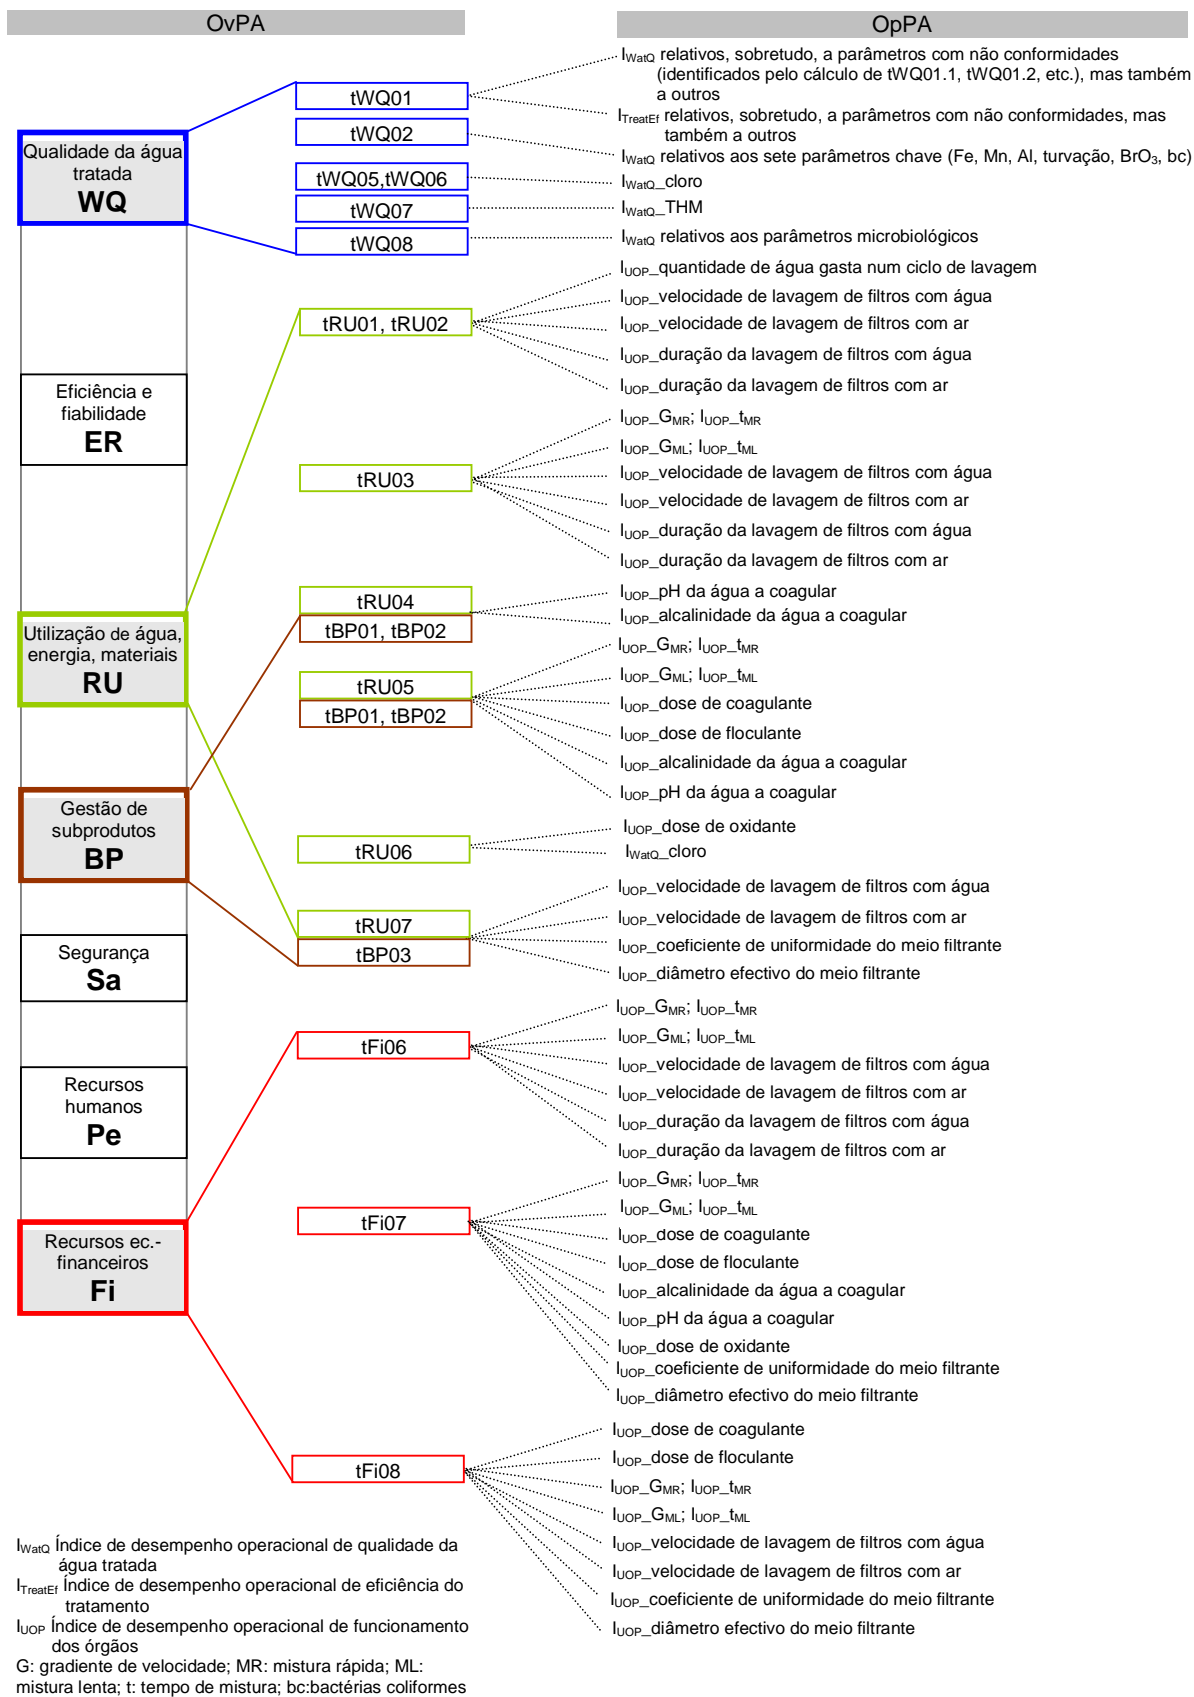 OvPA
OpPA
Qualidade da água
tratada
WQ
Eficiência e
fiabilidade
ER
Utilização de água,
energia, materiais
RU
Gestão de
subprodutos
BP
Segurança
Sa
Recursos
humanos
Pe
Recursos ec.-
financeiros
Fi
tWQ01
IWatQ relativos, sobretudo, a parâmetros com não conformidades
(identificados pelo cálculo de tWQ01.1, tWQ01.2, etc.), mas também
a outros
ITreatEf relativos, sobretudo, a parâmetros com não conformidades, mas
também a outros
tWQ02
IWatQ relativos aos sete parâmetros chave (Fe, Mn, Al, turvação, BrO3, bc)
tWQ05,tWQ06
IWatQ_cloro
tWQ07
IWatQ_THM
tWQ08
IWatQ relativos aos parâmetros microbiológicos
tRU01, tRU02
IUOP_quantidade de água gasta num ciclo de lavagem
IUOP_velocidade de lavagem de filtros com água
IUOP_velocidade de lavagem de filtros com ar
IUOP_duração da lavagem de filtros com água
IUOP_duração da lavagem de filtros com ar
tRU03
IUOP_GMR; IUOP_tMR
IUOP_GML; IUOP_tML
IUOP_velocidade de lavagem de filtros com água
IUOP_velocidade de lavagem de filtros com ar
IUOP_duração da lavagem de filtros com água
IUOP_duração da lavagem de filtros com ar
tRU04
tBP01, tBP02
IUOP_pH da água a coagular
IUOP_alcalinidade da água a coagular
tRU05
tBP01, tBP02
IUOP_GMR; IUOP_tMR
IUOP_GML; IUOP_tML
IUOP_dose de coagulante
IUOP_dose de floculante
IUOP_alcalinidade da água a coagular
IUOP_pH da água a coagular
tRU06
IUOP_dose de oxidante
IWatQ_cloro
tRU07
tBP03
IUOP_velocidade de lavagem de filtros com água
IUOP_velocidade de lavagem de filtros com ar
IUOP_coeficiente de uniformidade do meio filtrante
IUOP_diâmetro efectivo do meio filtrante
tFi06
IUOP_GMR; IUOP_tMR
IUOP_GML; IUOP_tML
IUOP_velocidade de lavagem de filtros com água
IUOP_velocidade de lavagem de filtros com ar
IUOP_duração da lavagem de filtros com água
IUOP_duração da lavagem de filtros com ar
tFi07
IUOP_GMR; IUOP_tMR
IUOP_GML; IUOP_tML
IUOP_dose de coagulante
IUOP_dose de floculante
IUOP_alcalinidade da água a coagular
IUOP_pH da água a coagular
IUOP_dose de oxidante
IUOP_coeficiente de uniformidade do meio filtrante
IUOP_diâmetro efectivo do meio filtrante
tFi08
IUOP_dose de coagulante
IUOP_dose de floculante
IUOP_GMR; IUOP_tMR
IUOP_GML; IUOP_tML
IUOP_velocidade de lavagem de filtros com água
IUOP_velocidade de lavagem de filtros com ar
IUOP_coeficiente de uniformidade do meio filtrante
IUOP_diâmetro efectivo do meio filtrante
IWatQ Índice de desempenho operacional de qualidade da
água tratada
ITreatEf Índice de desempenho operacional de eficiência do
tratamento
IUOP Índice de desempenho operacional de funcionamento
dos órgãos
G: gradiente de velocidade; MR: mistura rápida; ML:
mistura lenta; t: tempo de mistura; bc:bactérias coliformes